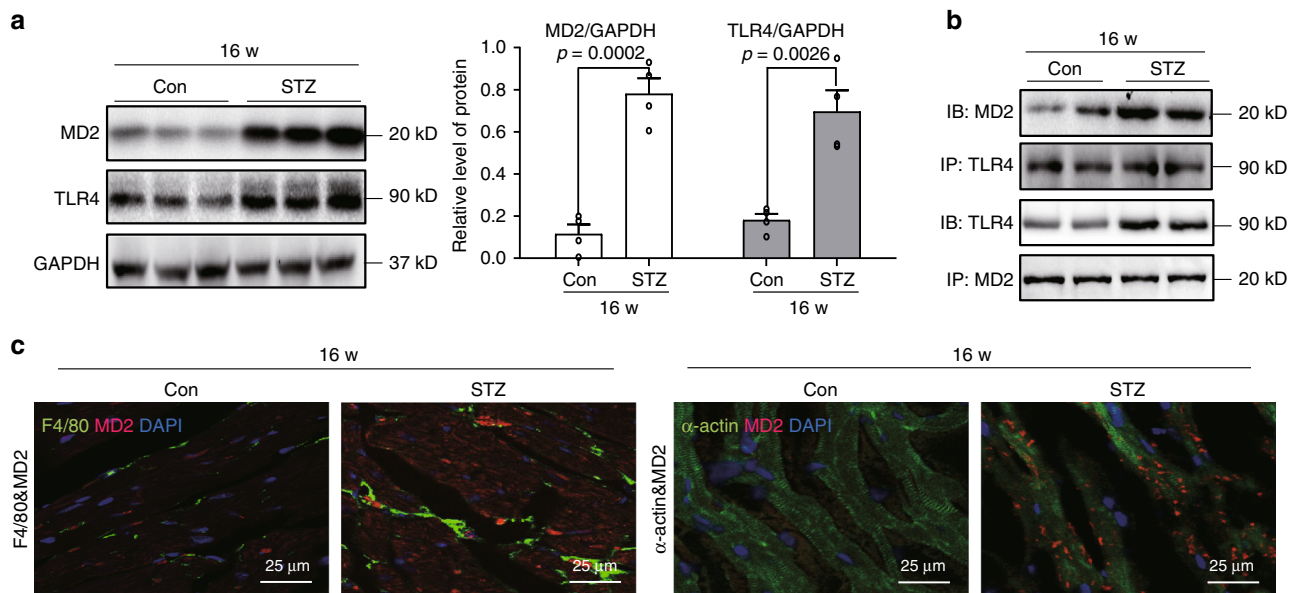 a
16 w
Con STZ
MD2 20 kD
TLR4 90 kD
GAPDH 37 kD
Relative level of protein
1.0
0.8
0.6
0.4
0.2
0.0
MD2/GAPDH
p = 0.0002
TLR4/GAPDH
p = 0.0026
Con STZ Con STZ
16 w 16 w
b
16 w
Con STZ
IB: MD2 20 kD
IP: TLR4 90 kD
IB: TLR4 90 kD
IP: MD2 20 kD
c
16 w
Con STZ
F4/80&MD2
F4/80 MD2 DAPI
25 μm 25 μm
16 w
Con STZ
α-actin&MD2
α-actin MD2 DAPI
25 μm 25 μm